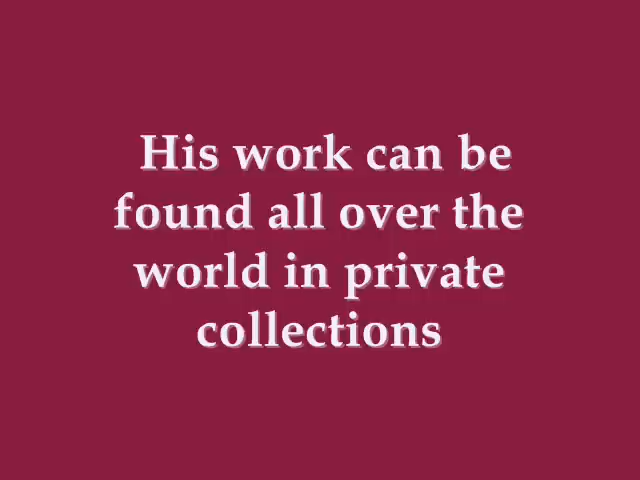 His work can be
found all over the
world in private
collections